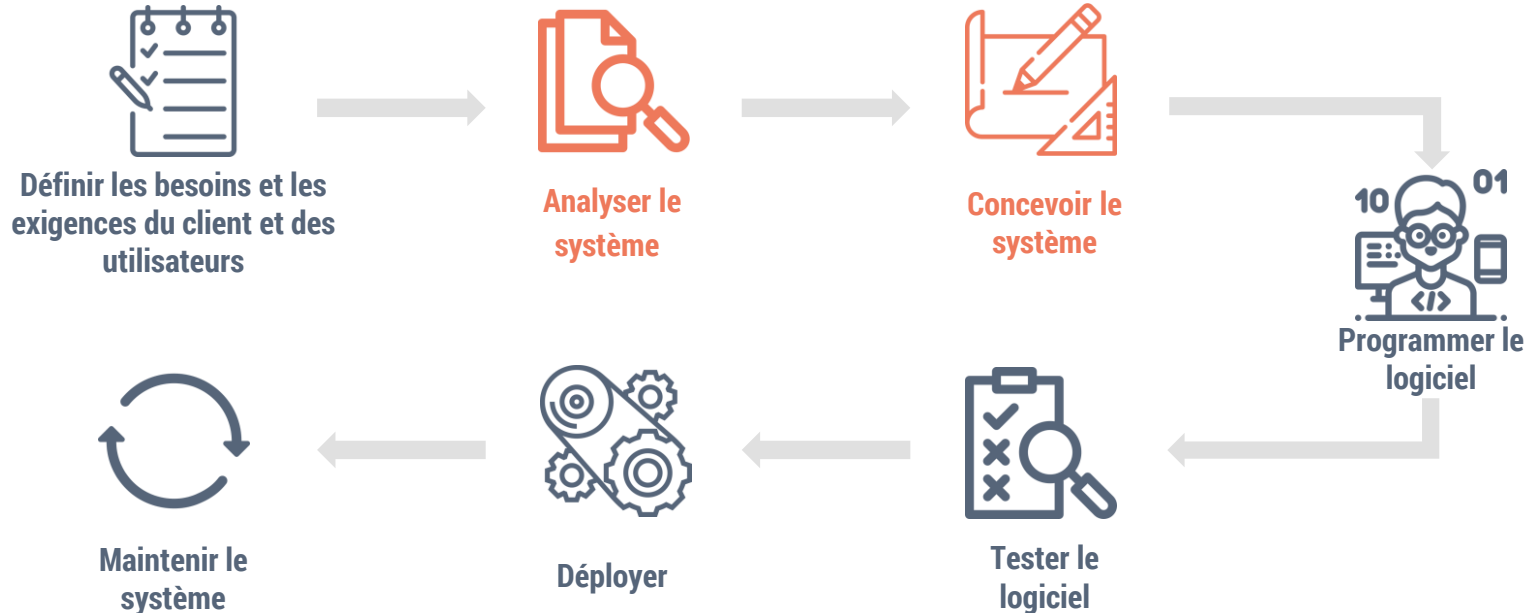 Définir les besoins et les
exigences du client et des
utilisateurs
Analyser le
système
Concevoir le
système
10
01
</>
Programmer le
logiciel
Tester le
logiciel
Déployer
Maintenir le
système